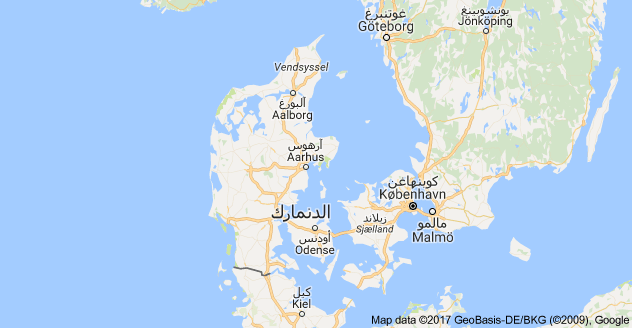 غوتنبرغ
Göteborg
يونشوبينغ
Jönköping
Vendsyssel
آلبورغ
Aalborg
آرهوس
Aarhus
كوبنهاغن
København
الدنمارك
زيلاند
Sjælland
مالمو
Malmö
أودنس
Odense
كيل
Kiel
Map data ©2017 GeoBasis-DE/BKG (©2009), Google